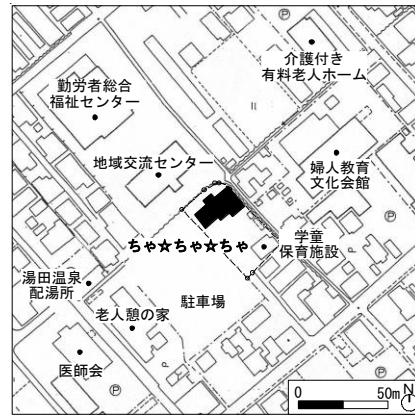 介護付き
有料老人ホーム
勤労者総合
福祉センター
地域交流センター
婦人教育
文化会館
ちゃ☆ちゃ☆ちゃ
学童
保育施設
湯田温泉
配湯所
駐車場
老人憩の家
医師会
P
P
P
0 50m N